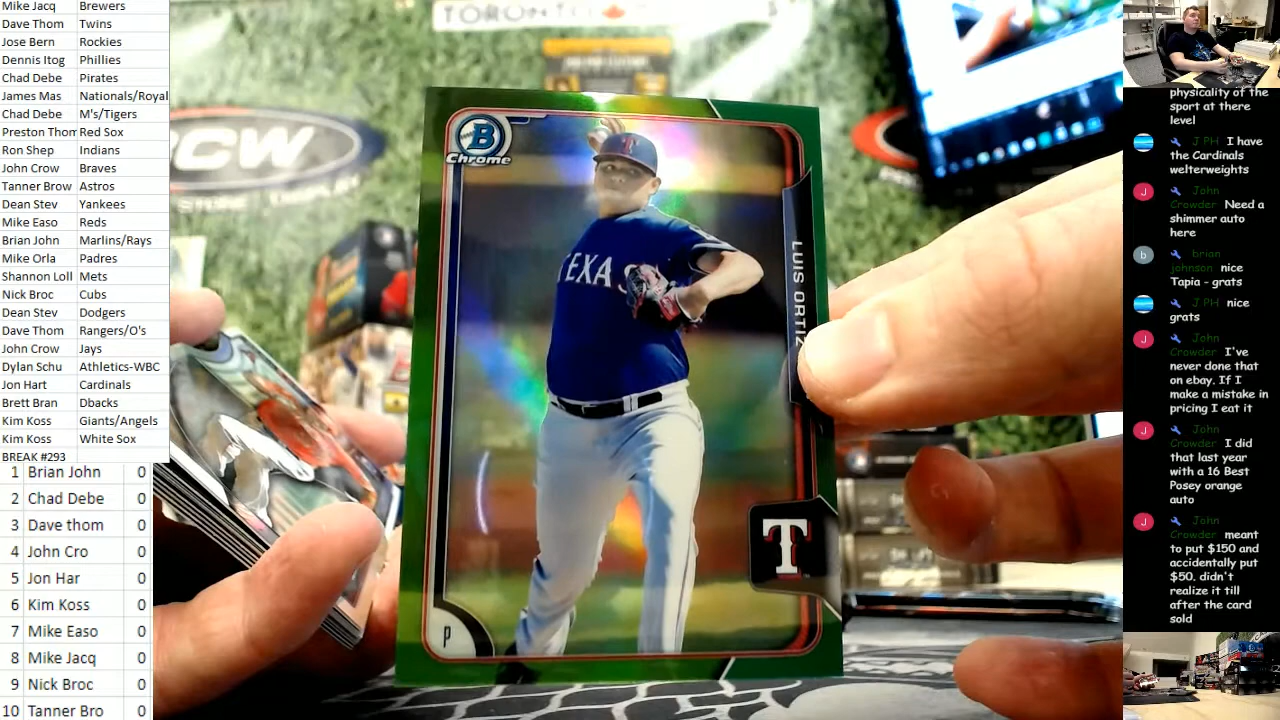 Mike Jacq Brewers
Dave Thom Twins
Jose Bern Rockies
Dennis Itog Phillies
Chad Debe Pirates
James Mas Nationals/Royal
Chad Debe M's/Tigers
Preston Thom Red Sox
Ron Shep Indians
John Crow Braves
Tanner Brow Astros
Dean Stev Yankees
Mike Easo Reds
Brian John Marlins/Rays
Mike Orla Padres
Shannon Loll Mets
Nick Broc Cubs
Dean Stev Dodgers
Dave Thom Rangers/O's
John Crow Jays
Dylan Schu Athletics-WBC
Jon Hart Cardinals
Brett Bran Dbacks
Kim Koss Giants/Angels
Kim Koss White Sox
BREAK #293
1 Brian John 0
2 Chad Debe 0
3 Dave thom 0
4 John Cro 0
5 Jon Har 0
6 Kim Koss 0
7 Mike Easo 0
8 Mike Jacq 0
9 Nick Broc 0
10 Tanner Bro 0
TORONTO
CW
B
Chrome
T
TEXAS
LUIS ORTIZ
T
P
physicality of the
sport at there
level
J PH I have
the Cardinals
welterweights
John
Crowder Need a
shimmer auto
here
brian
johnson nice
Tapia - grats
J PH nice
grats
John
Crowder I've
never done that
on ebay. If I
make a mistake in
pricing I eat it
John
Crowder I did
that last year
with a 16 Best
Posey orange
auto
John
Crowder meant
to put $150 and
accidentally put
$50. didn't
realize it till
after the card
sold